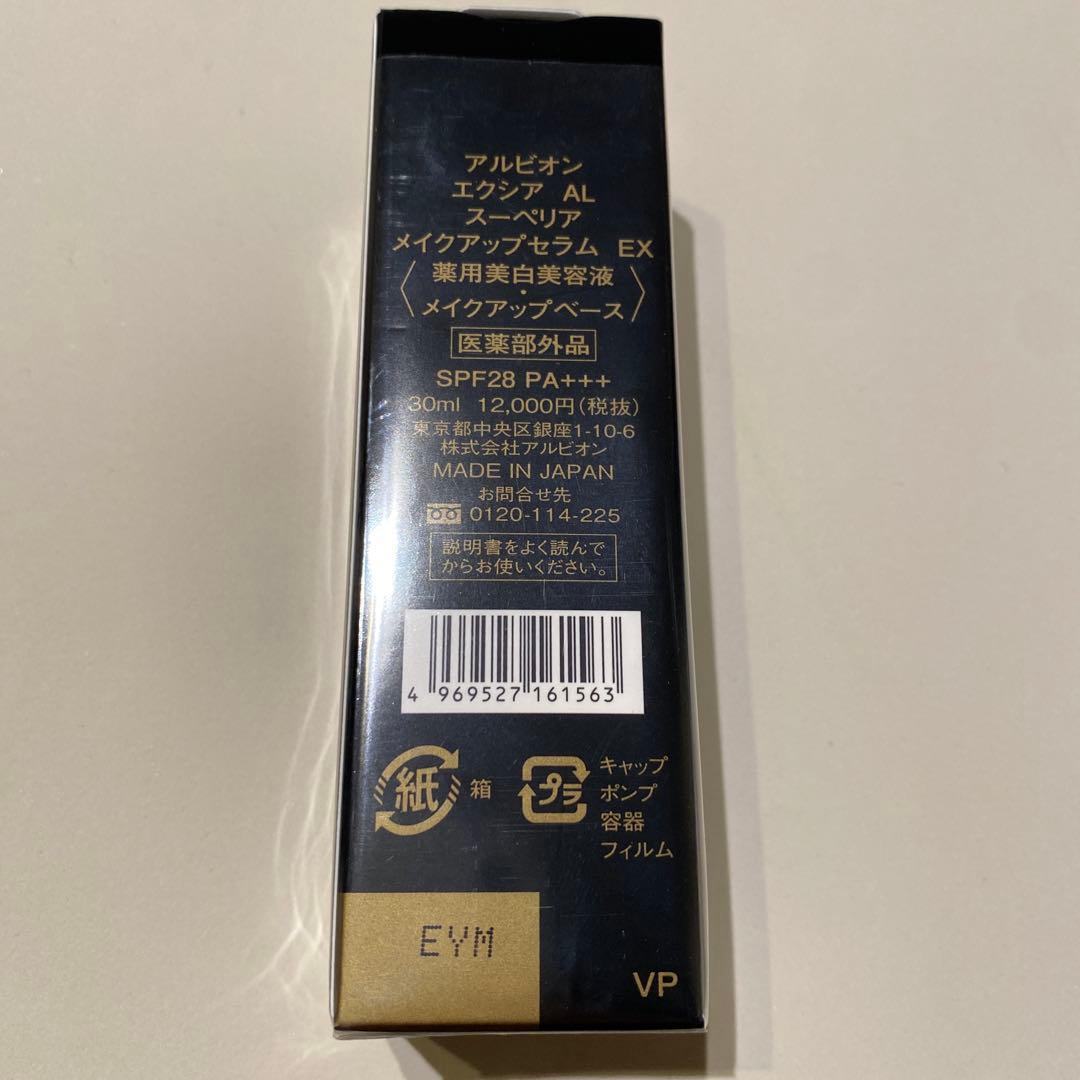 アルビオン
エクシア AL
スーペリア
メイクアップセラム EX
〈薬用美白美容液・
メイクアップベース〉
医薬部外品
SPF28 PA+++
30ml 12,000円(税抜)
東京都中央区銀座1-10-6
株式会社アルビオン
MADE IN JAPAN
お問合せ先
0120-114-225
説明書をよく読んで
からお使いください。
4 969527 161563
紙 箱
プラ キャップ
ポンプ
容器
フィルム
EYM
VP